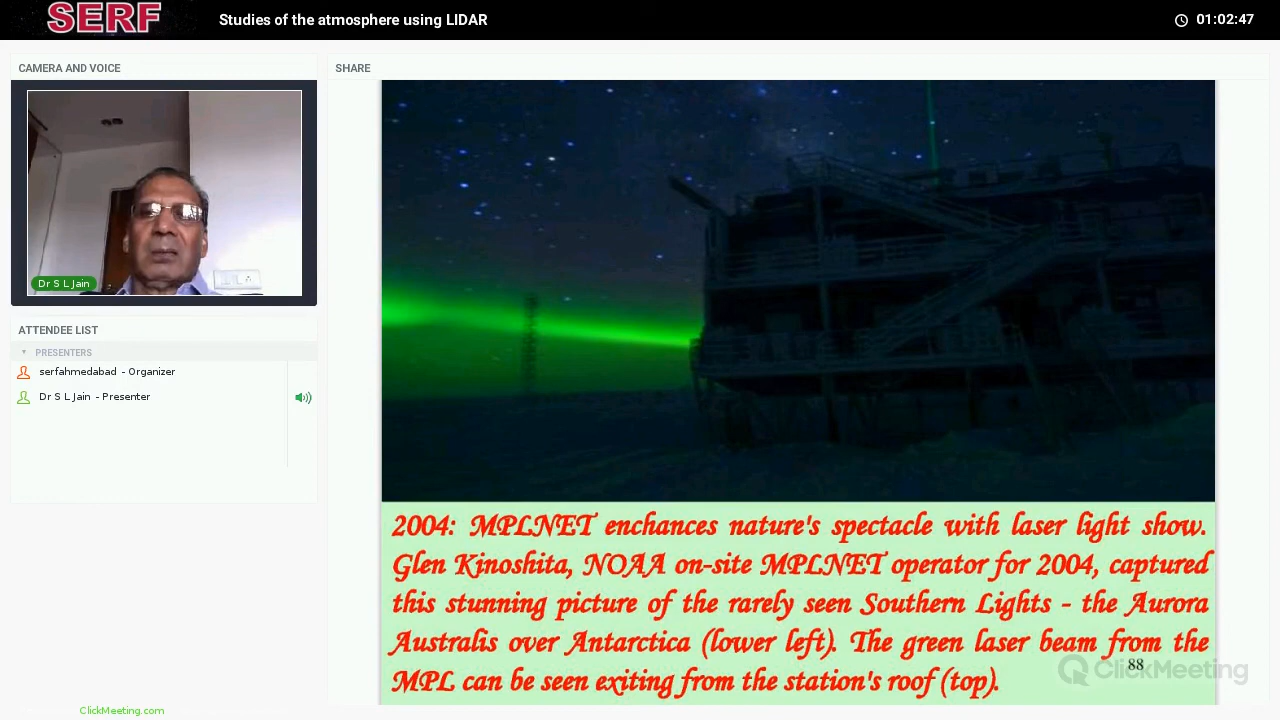 SERF
Studies of the atmosphere using LIDAR
01:02:47
CAMERA AND VOICE
SHARE
Dr S L Jain
ATTENDEE LIST
PRESENTERS
serfahmedabad - Organizer
Dr S L Jain - Presenter
2004: MPLNET enchances nature's spectacle with laser light show.
Glen Kinoshita, NOAA on-site MPLNET operator for 2004, captured
this stunning picture of the rarely seen Southern Lights - the Aurora
Australis over Antarctica (lower left). The green laser beam from the
MPL can be seen exiting from the station's roof (top).
88
ClickMeeting
ClickMeeting.com